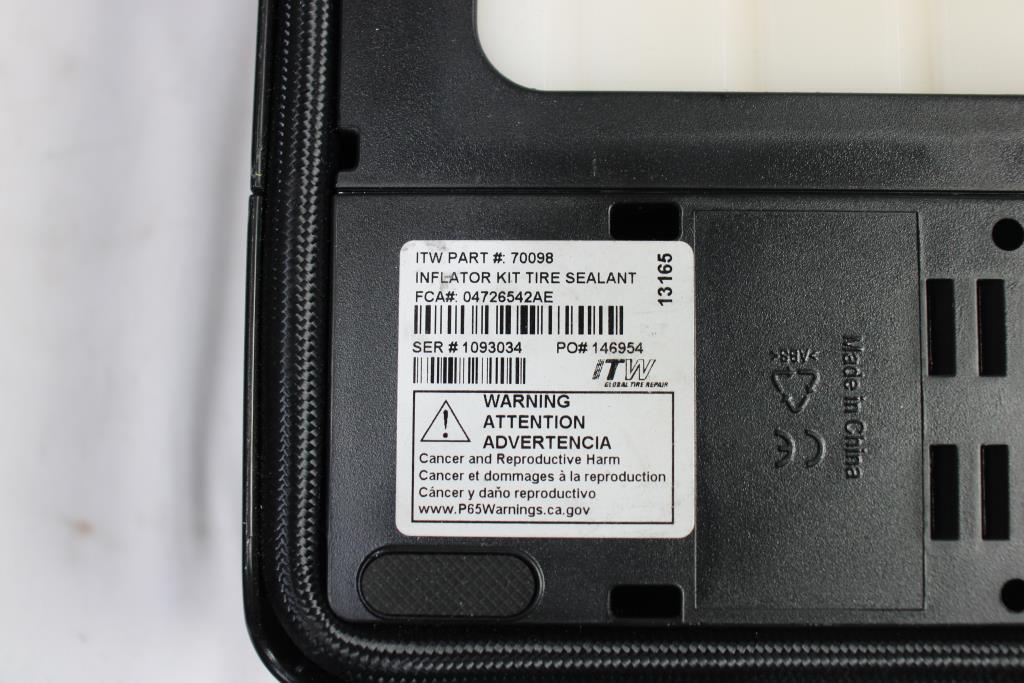 ITW PART #: 70098
INFLATOR KIT TIRE SEALANT
FCA#: 04726542AE
13165
SER # 1093034 PO# 146954
ITW
GLOBAL TIRE REPAIR
WARNING
ATTENTION
ADVERTENCIA
Cancer and Reproductive Harm
Cancer et dommages à la reproduction
Cáncer y daňo reproductivo
www.P65Warnings.ca.gov
Made in China
>ABS<
CE